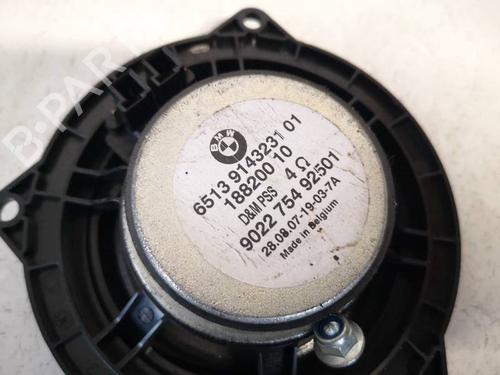 BMW
6513 9143231 01
188200 10
D&M PSS 4 Ω
9022 754 92501
28.08.07-19-03-7A
Made in Belgium
B-PARTS